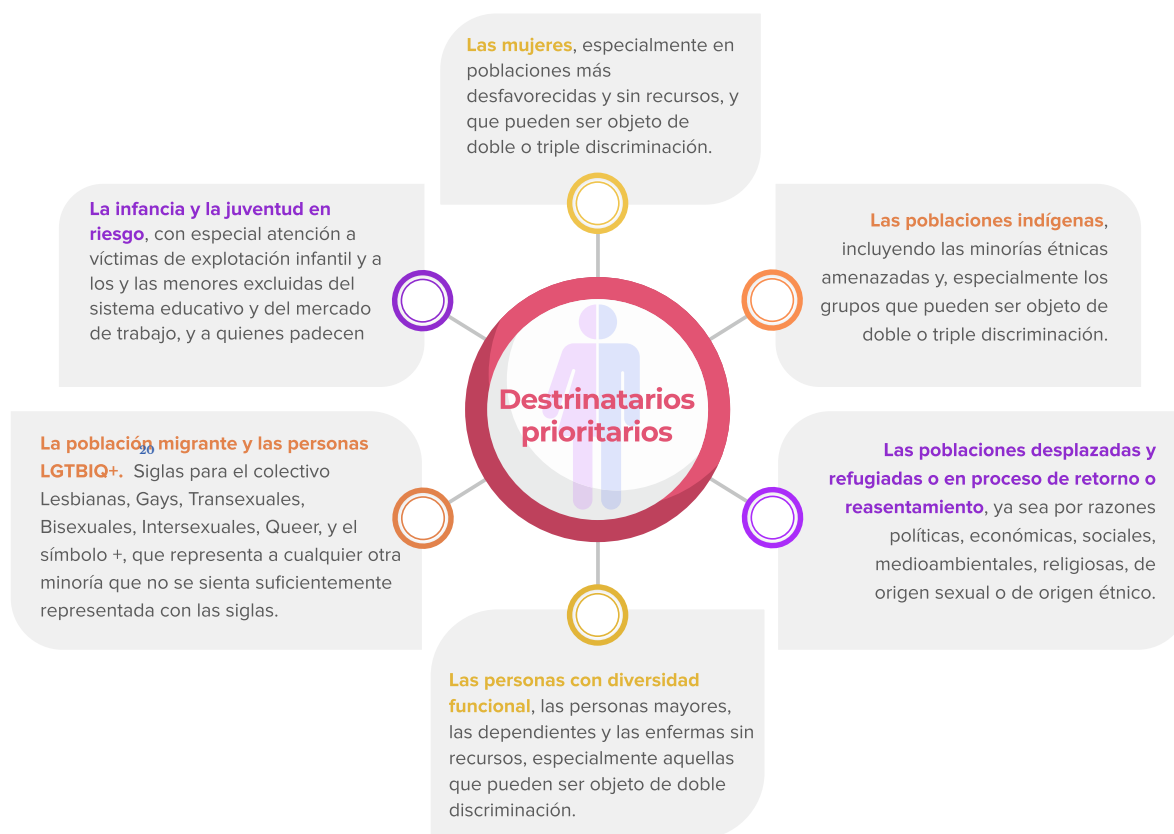 Las mujeres, especialmente en
poblaciones más
desfavorecidas y sin recursos, y
que pueden ser objeto de
doble o triple discriminación.
La infancia y la juventud en
riesgo, con especial atención a
víctimas de explotación infantil y a
los y las menores excluidas del
sistema educativo y del mercado
de trabajo, y a quienes padecen
Las poblaciones indígenas,
incluyendo las minorías étnicas
amenazadas y, especialmente los
grupos que pueden ser objeto de
doble o triple discriminación.
Destrinatarios
prioritarios
La población migrante y las personas
20
LGTBIQ+. Siglas para el colectivo
Lesbianas, Gays, Transexuales,
Bisexuales, Intersexuales, Queer, y el
símbolo +, que representa a cualquier otra
minoría que no se sienta suficientemente
representada con las siglas.
Las poblaciones desplazadas y
refugiadas o en proceso de retorno o
reasentamiento, ya sea por razones
políticas, económicas, sociales,
medioambientales, religiosas, de
origen sexual o de origen étnico.
Las personas con diversidad
funcional, las personas mayores,
las dependientes y las enfermas sin
recursos, especialmente aquellas
que pueden ser objeto de doble
discriminación.